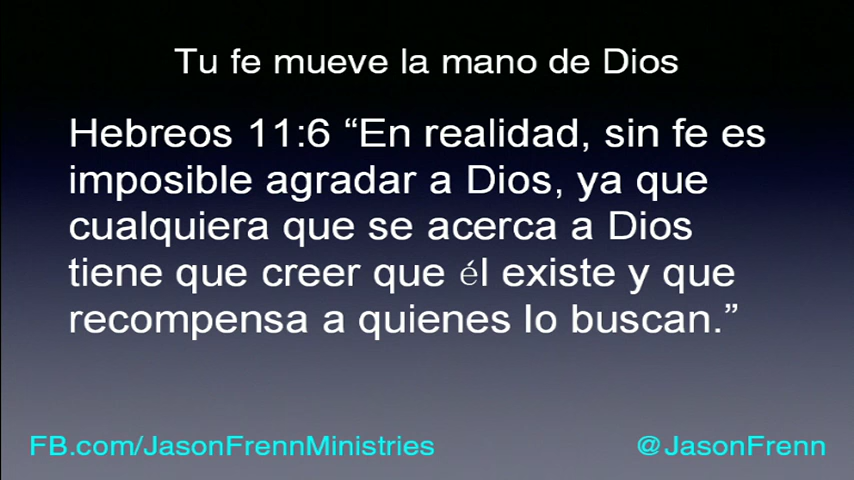 Tu fe mueve la mano de Dios
Hebreos 11:6 “En realidad, sin fe es
imposible agradar a Dios, ya que
cualquiera que se acerca a Dios
tiene que creer que él existe y que
recompensa a quienes lo buscan.”
FB.com/JasonFrennMinistries
@JasonFrenn